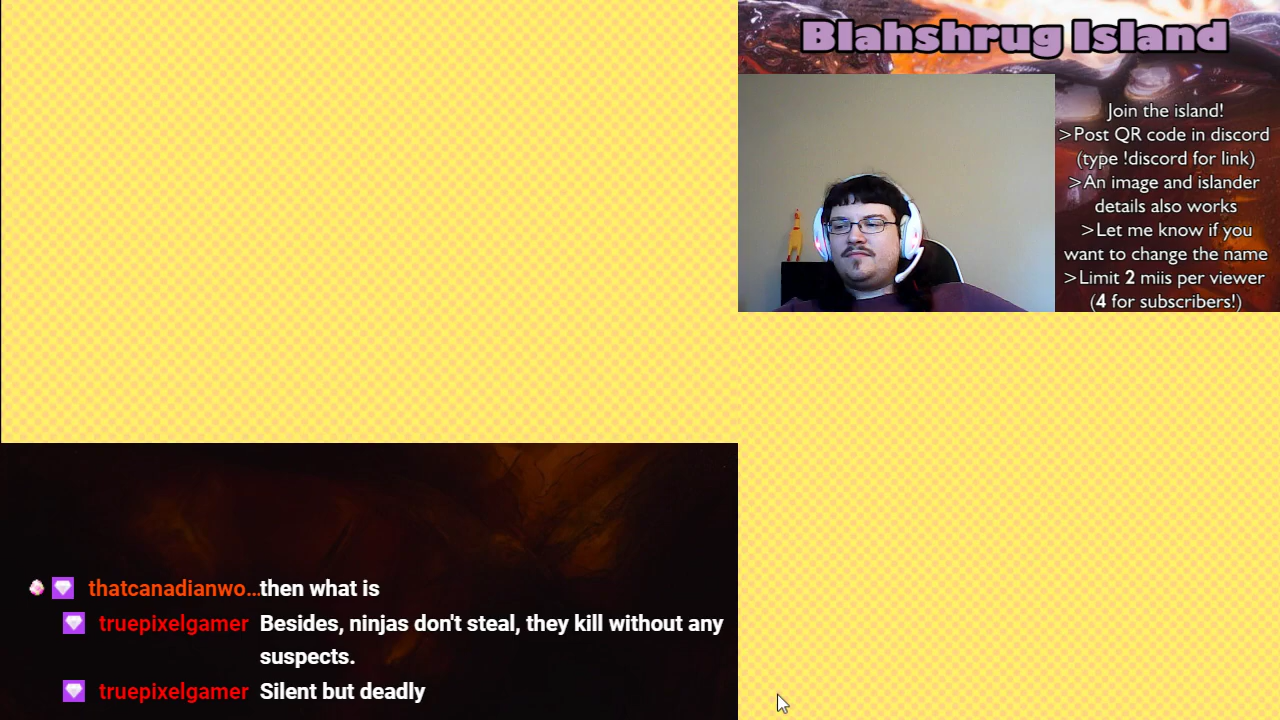 Blahshrug Island
Join the island!
>Post QR code in discord
(type !discord for link)
>An image and islander
details also works
>Let me know if you
want to change the name
>Limit 2 miis per viewer
(4 for subscribers!)
thatcanadianwo... then what is
truepixelgamer Besides, ninjas don't steal, they kill without any
suspects.
truepixelgamer Silent but deadly